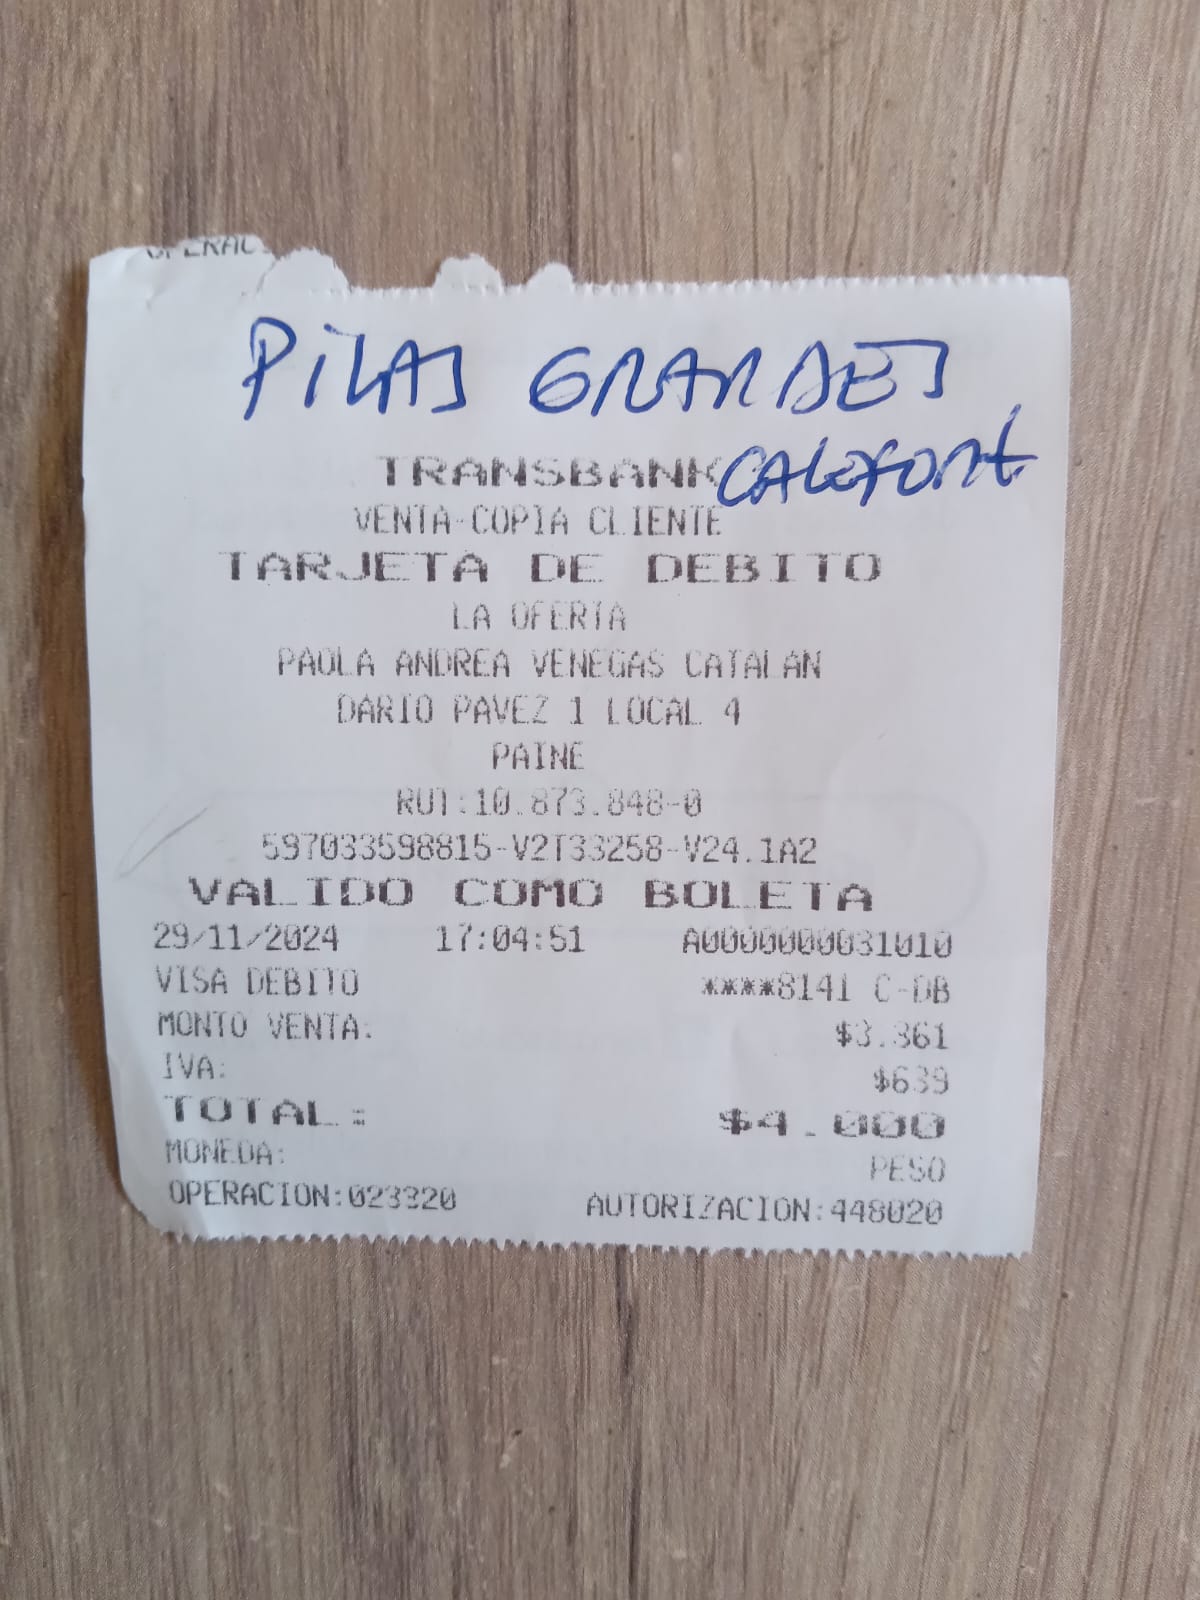 PILAS GRANDES
CALEFONT
TRANSBANK
VENTA-COPIA CLIENTE
TARJETA DE DEBITO
LA OFERTA
PAOLA ANDREA VENEGAS CATALAN
DARIO PAVEZ 1 LOCAL 4
PAINE
RUT:10.873.848-0
597033598815-V2T33258-V24.1A2
VALIDO COMO BOLETA
29/11/2024 17:04:51 A0000000031010
VISA DEBITO ****8141 C-DB
MONTO VENTA: $3.361
IVA: $639
TOTAL: $4.000
MONEDA: PESO
OPERACION:023320 AUTORIZACION:448020